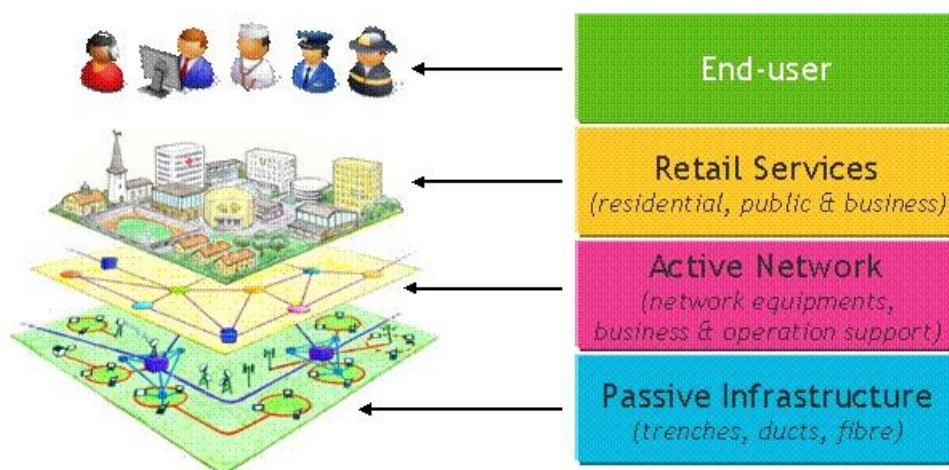 End-user
Retail Services
(residential, public & business)
Active Network
(network equipments,
business & operation support)
Passive Infrastructure
(trenches, ducts, fibre)